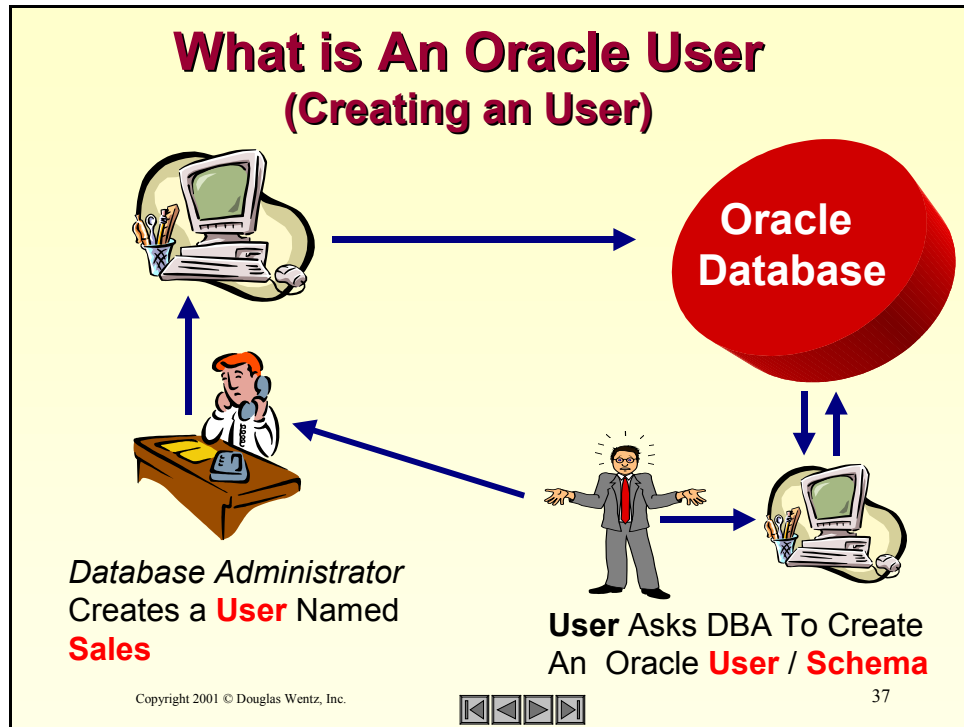 What is An Oracle User
(Creating an User)
Oracle
Database
Database Administrator
Creates a User Named
Sales
User Asks DBA To Create
An Oracle User / Schema
Copyright 2001 © Douglas Wentz, Inc.
37